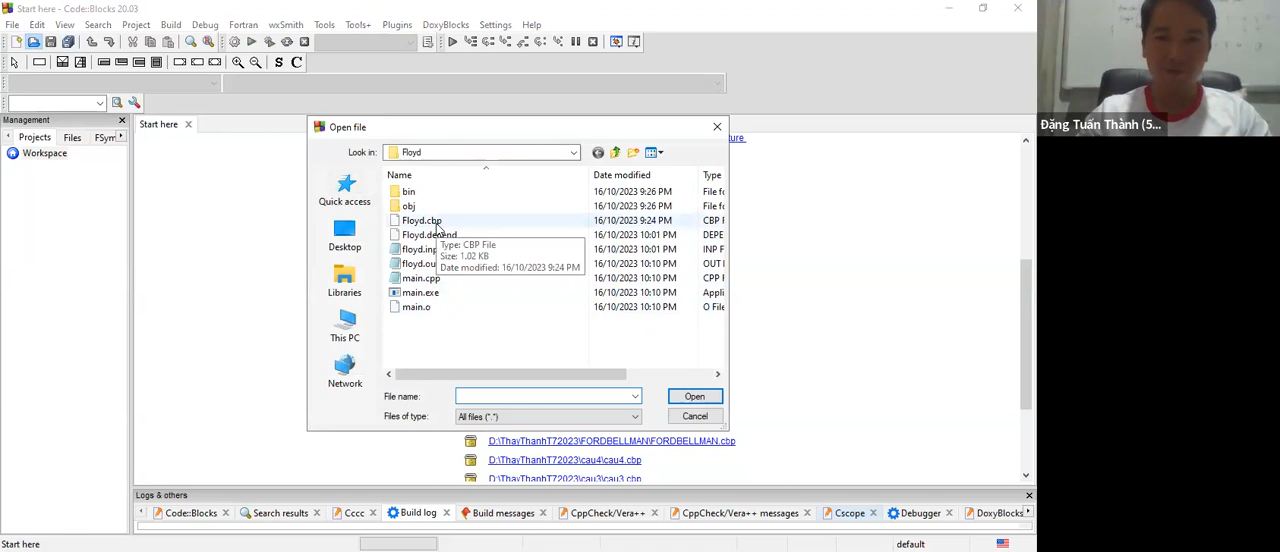 Start here - Code::Blocks 20.03
File Edit View Search Project Build Debug Fortran wxSmith Tools Tools+ Plugins DoxyBlocks Settings Help
S C
Management
Projects Files FSym
Workspace
Start here
ture
Open file
Look in: Floyd
Name Date modified Type
bin 16/10/2023 9:26 PM File fo
obj 16/10/2023 9:26 PM File fo
Floyd.cbp 16/10/2023 9:24 PM CBP F
Floyd.depend 16/10/2023 10:01 PM DEPE
floyd.inp 16/10/2023 10:01 PM INP F
floyd.ou 16/10/2023 10:10 PM OUT
main.cpp 16/10/2023 10:10 PM CPP F
main.exe 16/10/2023 10:10 PM Appli
main.o 16/10/2023 10:10 PM O File
Type: CBP File
Size: 1.02 KB
Date modified: 16/10/2023 9:24 PM
Quick access
Desktop
Libraries
This PC
Network
File name: Open
Files of type: All files (*.*) Cancel
D:\ThayThanhT72023\FORDBELLMAN\FORDBELLMAN.cbp
D:\ThayThanhT72023\cau4\cau4.cbp
D:\ThayThanhT72023\cau3\cau3.cbp
Logs & others
Code::Blocks Search results Cccc Build log Build messages CppCheck/Vera++ CppCheck/Vera++ messages Cscope Debugger DoxyBlocks
Start here default
Đặng Tuấn Thành (5...